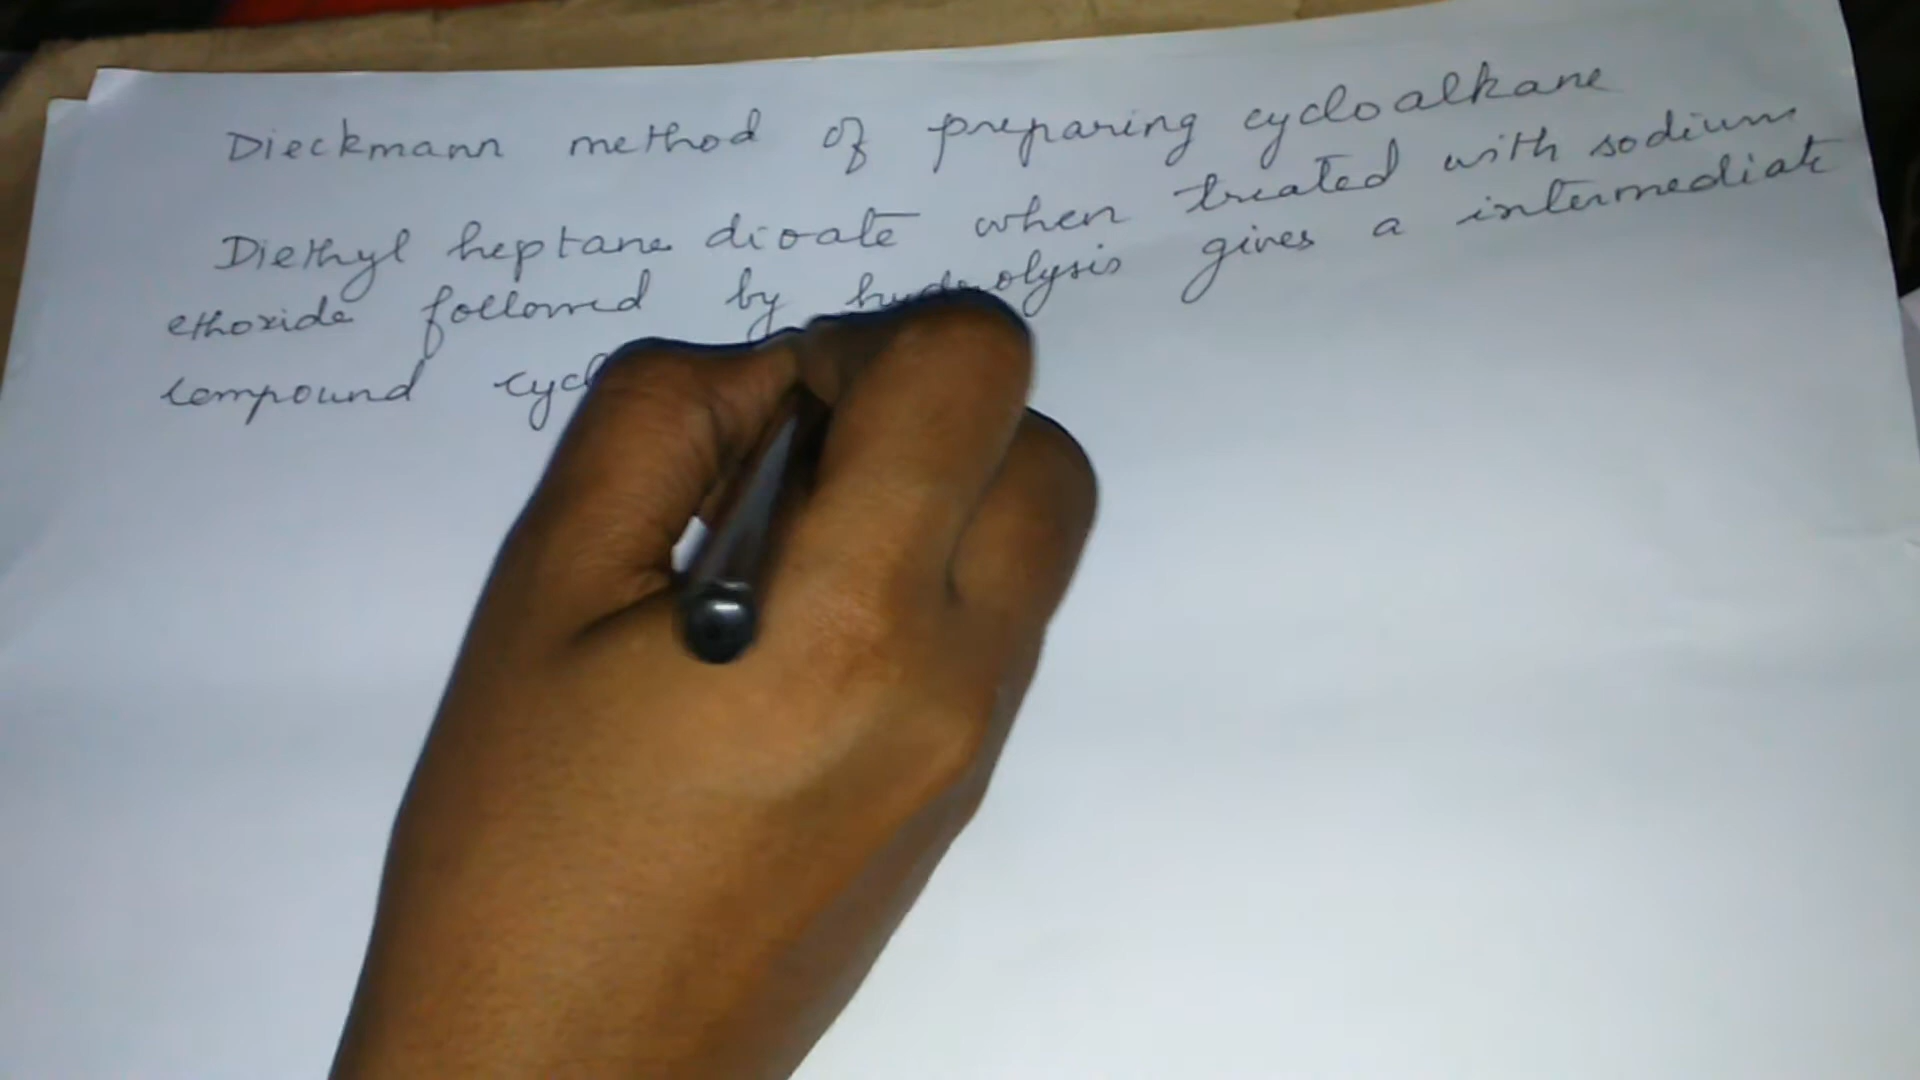 Dieckmann method of preparing cycloalkane
Diethyl heptane dioate when treated with sodium
ethoxide followed by hydrolysis gives a intermediate
compound cycl